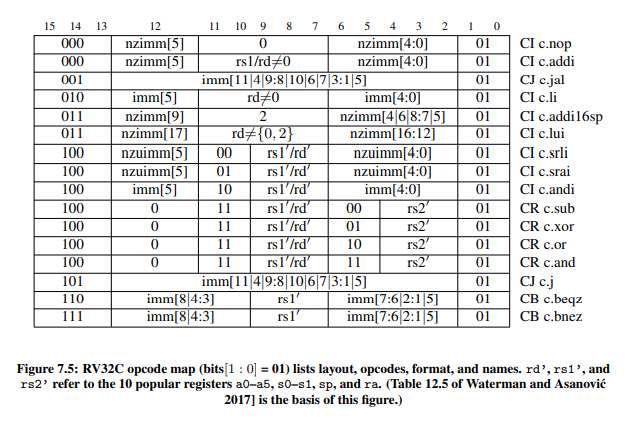 15 14 13 12 11 10 9 8 7 6 5 4 3 2 1 0
000 nzimm[5] 0 nzimm[4:0] 01 CI c.nop
000 nzimm[5] rs1/rd≠0 nzimm[4:0] 01 CI c.addi
001 imm[11|4|9:8|10|6|7|3:1|5] 01 CJ c.jal
010 imm[5] rd≠0 imm[4:0] 01 CI c.li
011 nzimm[9] 2 nzimm[4|6|8:7|5] 01 CI c.addi16sp
011 nzimm[17] rd≠{0, 2} nzimm[16:12] 01 CI c.lui
100 nzuimm[5] 00 rs1′/rd′ nzuimm[4:0] 01 CI c.srli
100 nzuimm[5] 01 rs1′/rd′ nzuimm[4:0] 01 CI c.srai
100 imm[5] 10 rs1′/rd′ imm[4:0] 01 CI c.andi
100 0 11 rs1′/rd′ 00 rs2′ 01 CR c.sub
100 0 11 rs1′/rd′ 01 rs2′ 01 CR c.xor
100 0 11 rs1′/rd′ 10 rs2′ 01 CR c.or
100 0 11 rs1′/rd′ 11 rs2′ 01 CR c.and
101 imm[11|4|9:8|10|6|7|3:1|5] 01 CJ c.j
110 imm[8|4:3] rs1′ imm[7:6|2:1|5] 01 CB c.beqz
111 imm[8|4:3] rs1′ imm[7:6|2:1|5] 01 CB c.bnez
Figure 7.5: RV32C opcode map (bits[1 : 0] = 01) lists layout, opcodes, format, and names. rd', rs1', and
rs2' refer to the 10 popular registers a0–a5, s0–s1, sp, and ra. (Table 12.5 of Waterman and Asanović
2017] is the basis of this figure.)